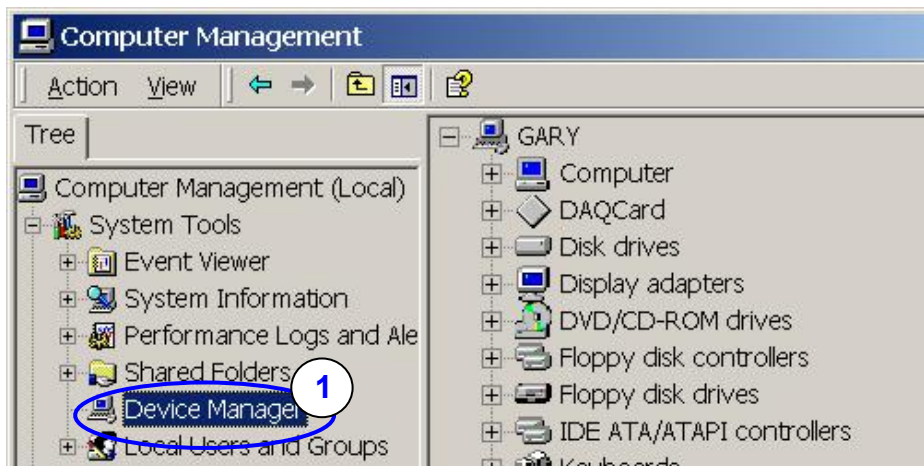 Computer Management
Action View
Tree
Computer Management (Local)
System Tools
Event Viewer
System Information
Performance Logs and Ale
Shared Folders
1
Device Manager
Local Users and Groups
GARY
Computer
DAQCard
Disk drives
Display adapters
DVD/CD-ROM drives
Floppy disk controllers
Floppy disk drives
IDE ATA/ATAPI controllers
Keyboards